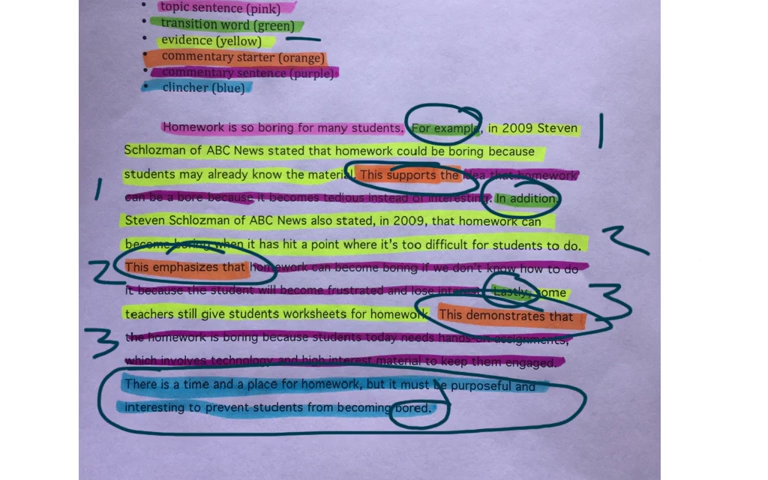 topic sentence (pink)
transition word (green)
evidence (yellow)
commentary starter (orange)
commentary sentence (purple)
clincher (blue)
Homework is so boring for many students. For example, in 2009 Steven 1
Schlozman of ABC News stated that homework could be boring because
students may already know the material. This supports the idea that homework
1 can be a bore because it becomes tedious instead of interesting. In addition,
Steven Schlozman of ABC News also stated, in 2009, that homework can
become boring when it has hit a point where it's too difficult for students to do. 2
2 This emphasizes that homework can become boring if we don't know how to do
it because the student will become frustrated and lose interest. Lastly, some 3
teachers still give students worksheets for homework. This demonstrates that
3 the homework is boring because students today needs hands-on assignments,
which involves technology and high interest material to keep them engaged.
There is a time and a place for homework, but it must be purposeful and
interesting to prevent students from becoming bored.